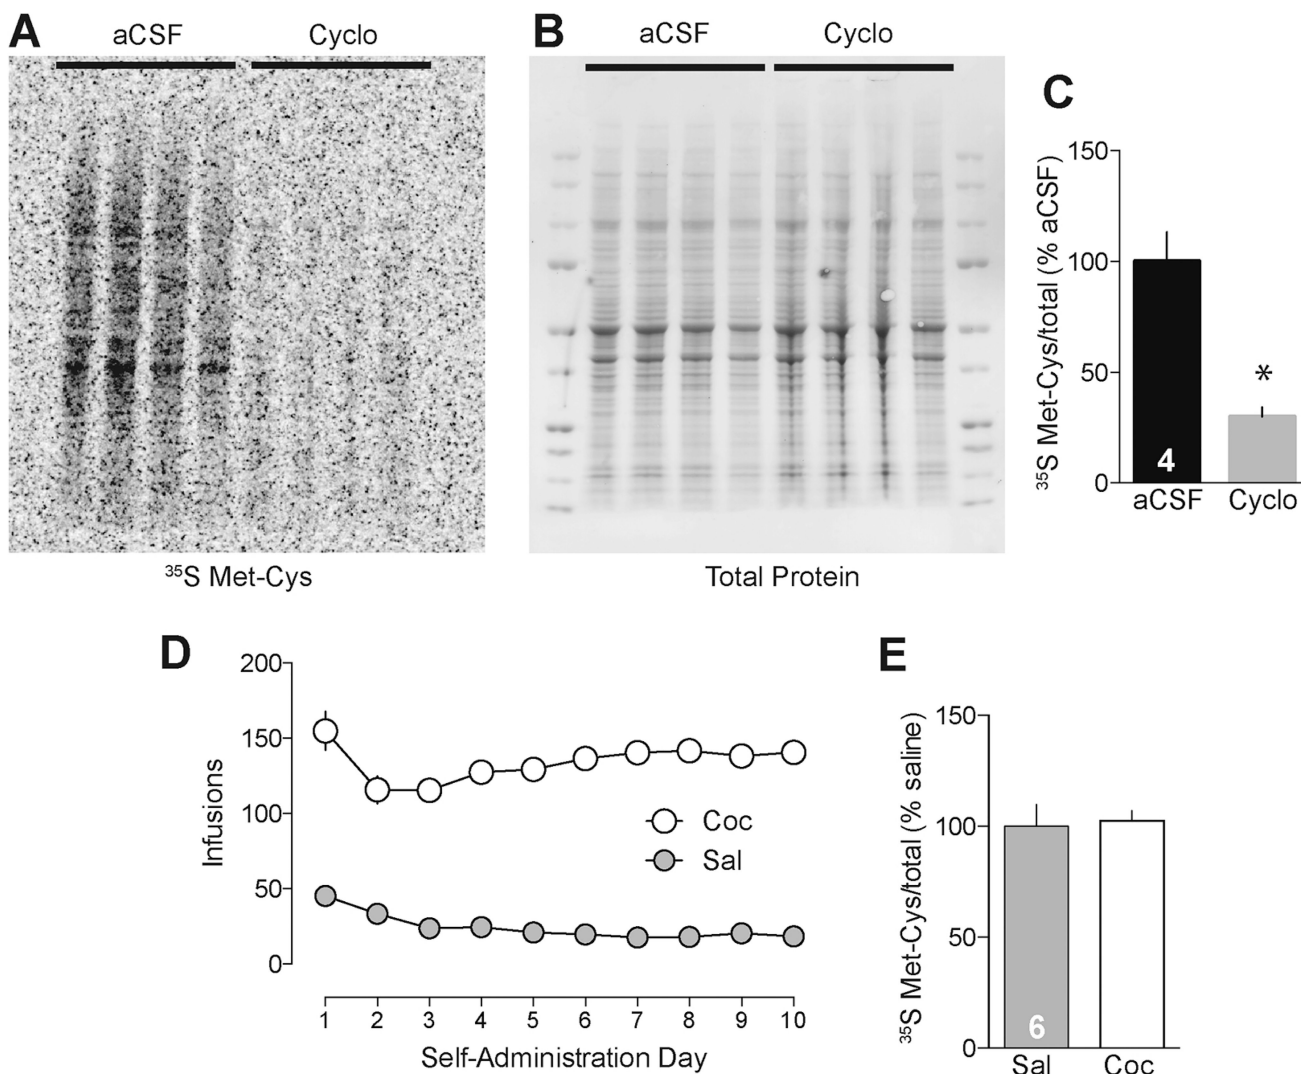 A
aCSF
Cyclo
³⁵S Met-Cys
B
aCSF
Cyclo
Total Protein
C
³⁵S Met-Cys/total (% aCSF)
150
100
50
0
*
4
aCSF
Cyclo
D
Infusions
200
150
100
50
0
Coc
Sal
1 2 3 4 5 6 7 8 9 10
Self-Administration Day
E
³⁵S Met-Cys/total (% saline)
150
100
50
0
6
Sal
Coc